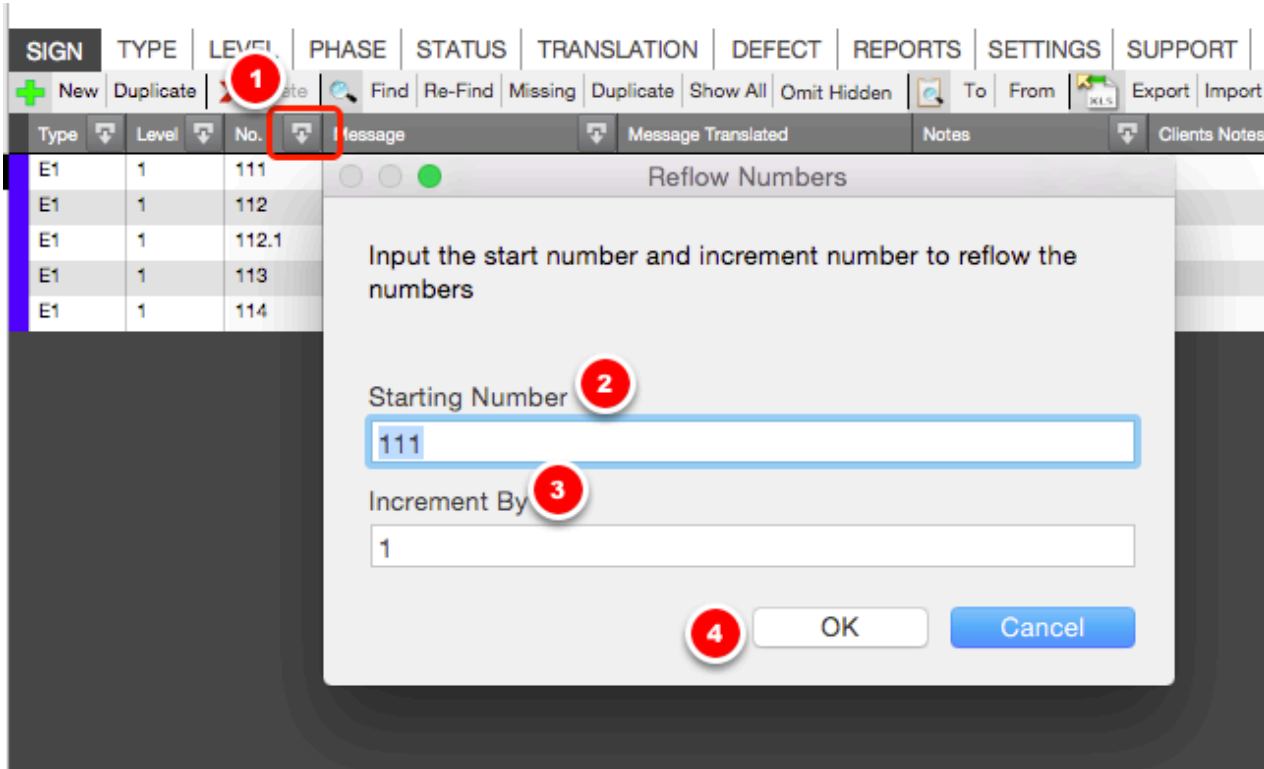 SIGN TYPE LEVEL PHASE STATUS TRANSLATION DEFECT REPORTS SETTINGS SUPPORT
1
New Duplicate Find Re-Find Missing Duplicate Show All Omit Hidden To From XLS Export Import
Type Level No. Message Message Translated Notes Clients Notes
E1 1 111
E1 1 112
E1 1 112.1
E1 1 113
E1 1 114
Reflow Numbers
Input the start number and increment number to reflow the
numbers
Starting Number 2
111
Increment By 3
1
4 OK Cancel